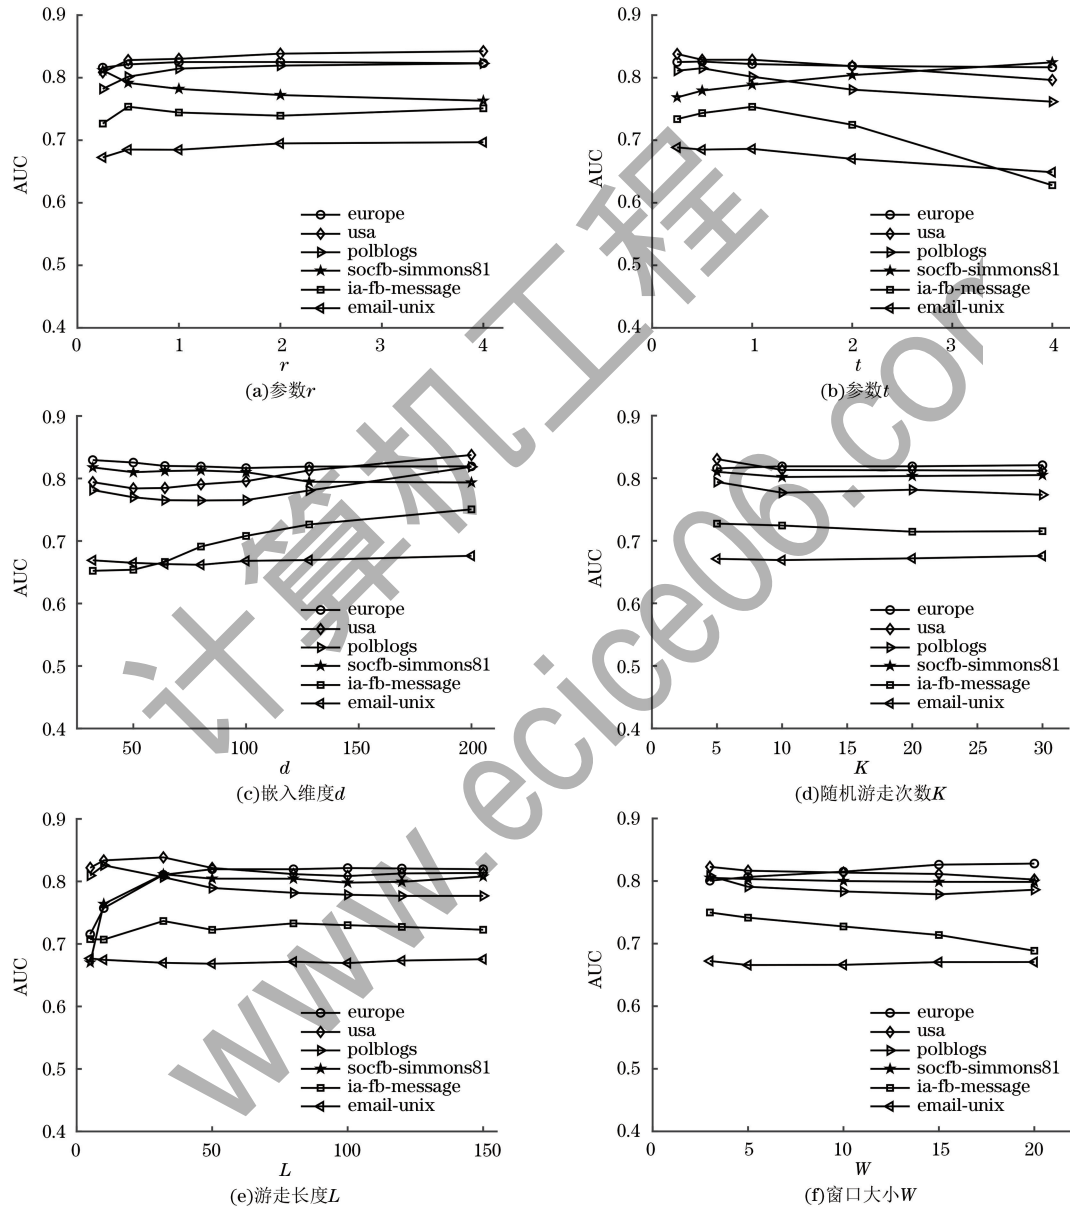 0.9
0.8
0.7
0.6
0.5
0.4
AUC
0 1 2 3 4
r
europe
usa
polblogs
socfb-simmons81
ia-fb-message
email-unix
(a)参数r
0.9
0.8
0.7
0.6
0.5
0.4
AUC
0 1 2 3 4
t
europe
usa
polblogs
socfb-simmons81
ia-fb-message
email-unix
(b)参数t
0.9
0.8
0.7
0.6
0.5
0.4
AUC
50 100 150 200
d
europe
usa
polblogs
socfb-simmons81
ia-fb-message
email-unix
(c)嵌入维度d
0.9
0.8
0.7
0.6
0.5
0.4
AUC
0 5 10 15 20 25 30
K
europe
usa
polblogs
socfb-simmons81
ia-fb-message
email-unix
(d)随机游走次数K
0.9
0.8
0.7
0.6
0.5
0.4
AUC
0 50 100 150
L
europe
usa
polblogs
socfb-simmons81
ia-fb-message
email-unix
(e)游走长度L
0.9
0.8
0.7
0.6
0.5
0.4
AUC
0 5 10 15 20
W
europe
usa
polblogs
socfb-simmons81
ia-fb-message
email-unix
(f)窗口大小W
计算机工程
www.ecice06.com